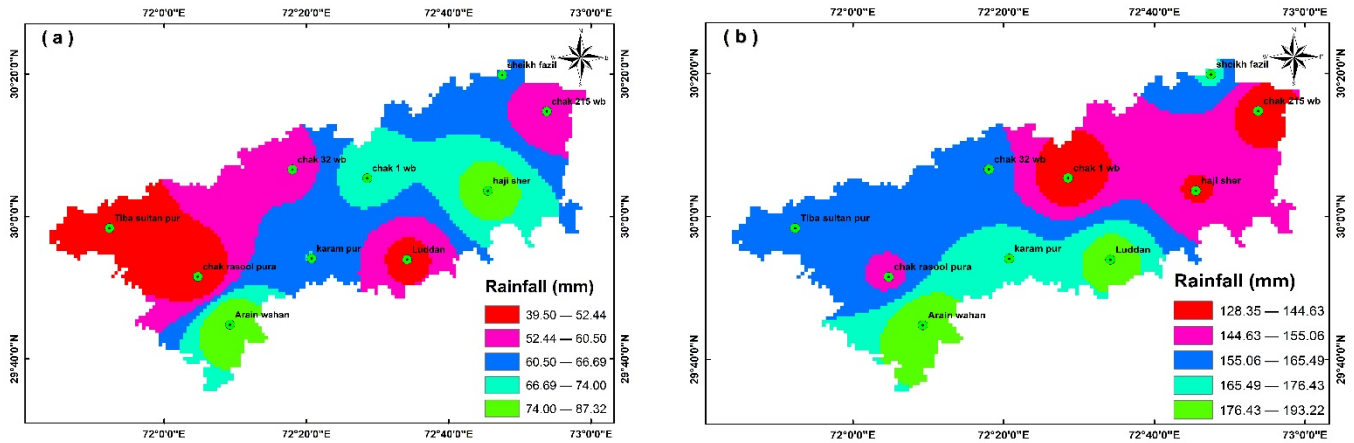 72°0'0"E 72°20'0"E 72°40'0"E 73°0'0"E
( a )
N
W
S
30°20'0"N
30°0'0"N
29°40'0"N
sheikh fazil
chak 215 wb
chak 32 wb
chak 1 wb
haji sher
Tiba sultan pur
karam pur
Luddan
chak rasool pura
Arain wahan
Rainfall (mm)
39.50 — 52.44
52.44 — 60.50
60.50 — 66.69
66.69 — 74.00
74.00 — 87.32
30°20'0"N
30°0'0"N
29°40'0"N
72°0'0"E 72°20'0"E 72°40'0"E 73°0'0"E
72°0'0"E 72°20'0"E 72°40'0"E 73°0'0"E
( b )
N
W
S
30°20'0"N
30°0'0"N
29°40'0"N
sheikh fazil
chak 215 wb
chak 32 wb
chak 1 wb
haji sher
Tiba sultan pur
karam pur
Luddan
chak rasool pura
Arain wahan
Rainfall (mm)
128.35 — 144.63
144.63 — 155.06
155.06 — 165.49
165.49 — 176.43
176.43 — 193.22
30°20'0"N
30°0'0"N
29°40'0"N
72°0'0"E 72°20'0"E 72°40'0"E 73°0'0"E